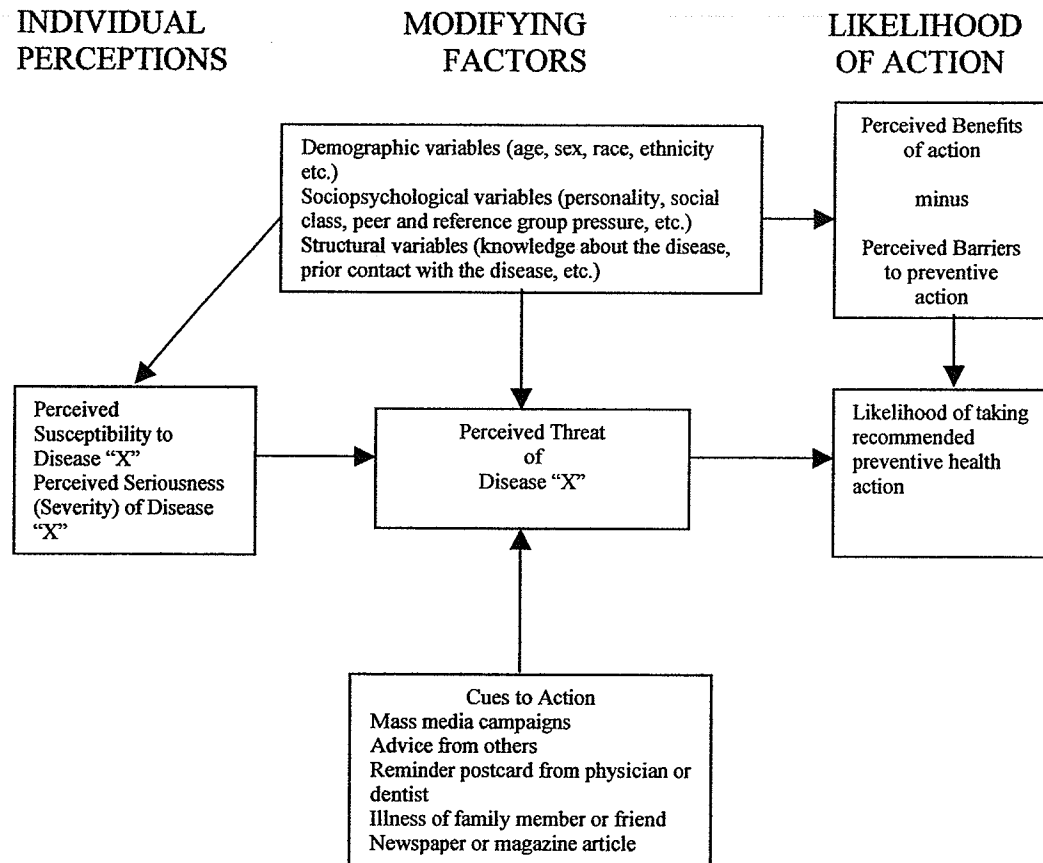 INDIVIDUAL
PERCEPTIONS
MODIFYING
FACTORS
LIKELIHOOD
OF ACTION
Demographic variables (age, sex, race, ethnicity
etc.)
Sociopsychological variables (personality, social
class, peer and reference group pressure, etc.)
Structural variables (knowledge about the disease,
prior contact with the disease, etc.)
Perceived Benefits
of action
minus
Perceived Barriers
to preventive
action
Perceived
Susceptibility to
Disease “X”
Perceived Seriousness
(Severity) of Disease
“X”
Perceived Threat
of
Disease “X”
Likelihood of taking
recommended
preventive health
action
Cues to Action
Mass media campaigns
Advice from others
Reminder postcard from physician or
dentist
Illness of family member or friend
Newspaper or magazine article